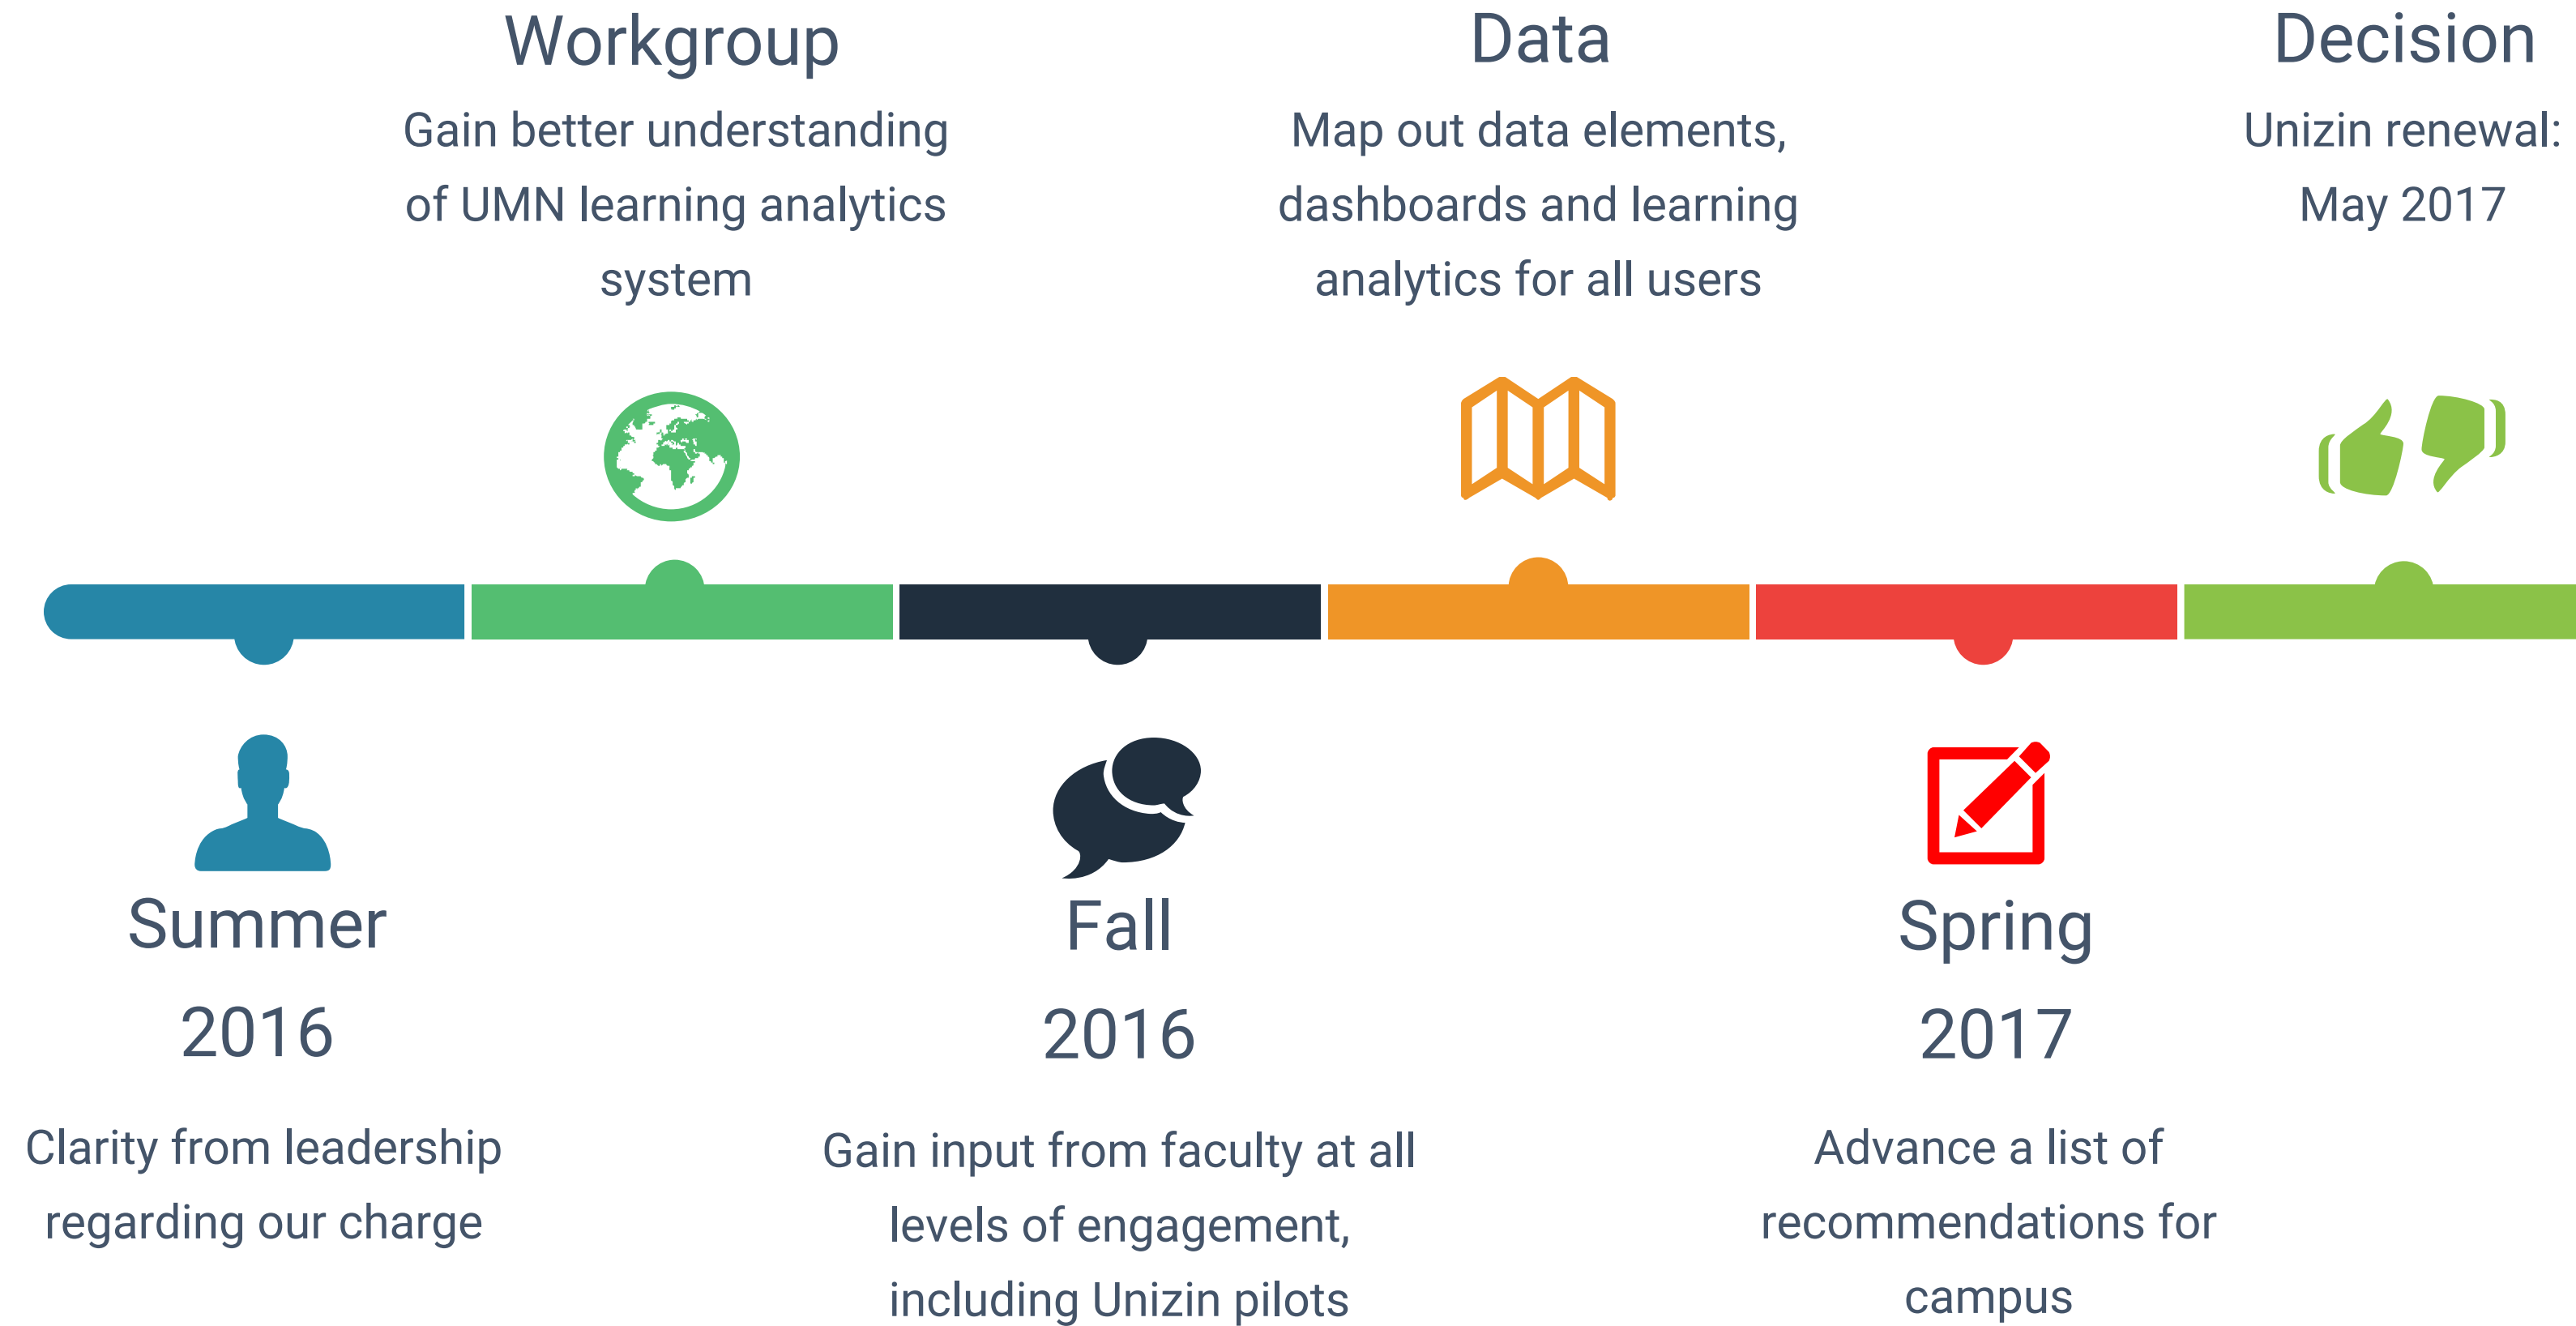 Workgroup
Gain better understanding
of UMN learning analytics
system
Data
Map out data elements,
dashboards and learning
analytics for all users
Decision
Unizin renewal:
May 2017
Summer
2016
Clarity from leadership
regarding our charge
Fall
2016
Gain input from faculty at all
levels of engagement,
including Unizin pilots
Spring
2017
Advance a list of
recommendations for
campus